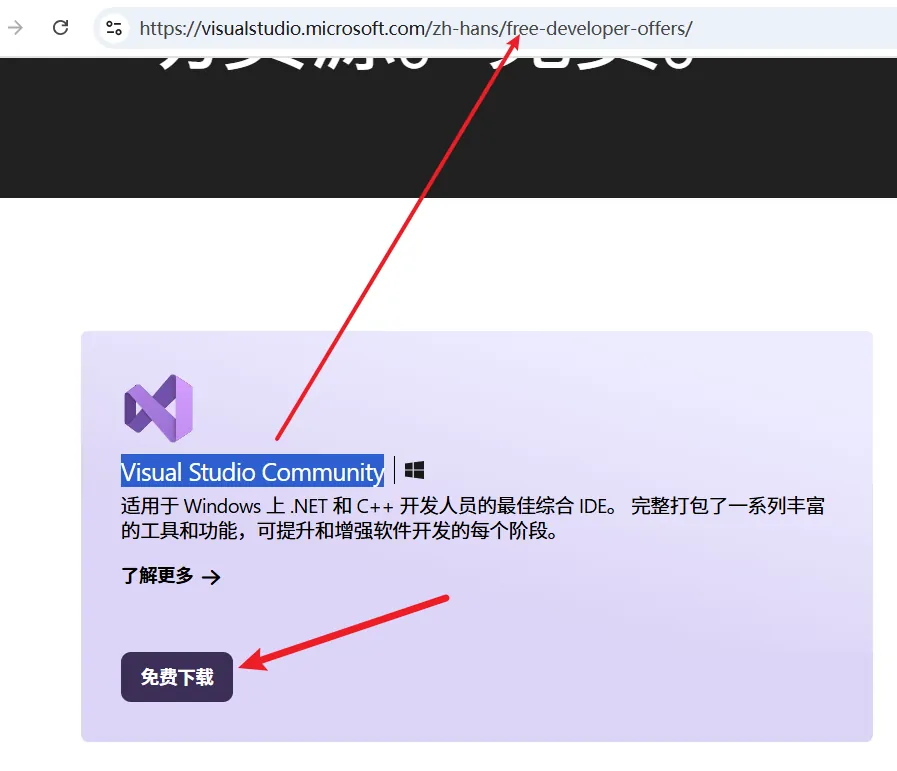 https://visualstudio.microsoft.com/zh-hans/free-developer-offers/
Visual Studio Community
适用于 Windows 上 .NET 和 C++ 开发人员的最佳综合 IDE。 完整打包了一系列丰富
的工具和功能，可提升和增强软件开发的每个阶段。
了解更多 →
免费下载